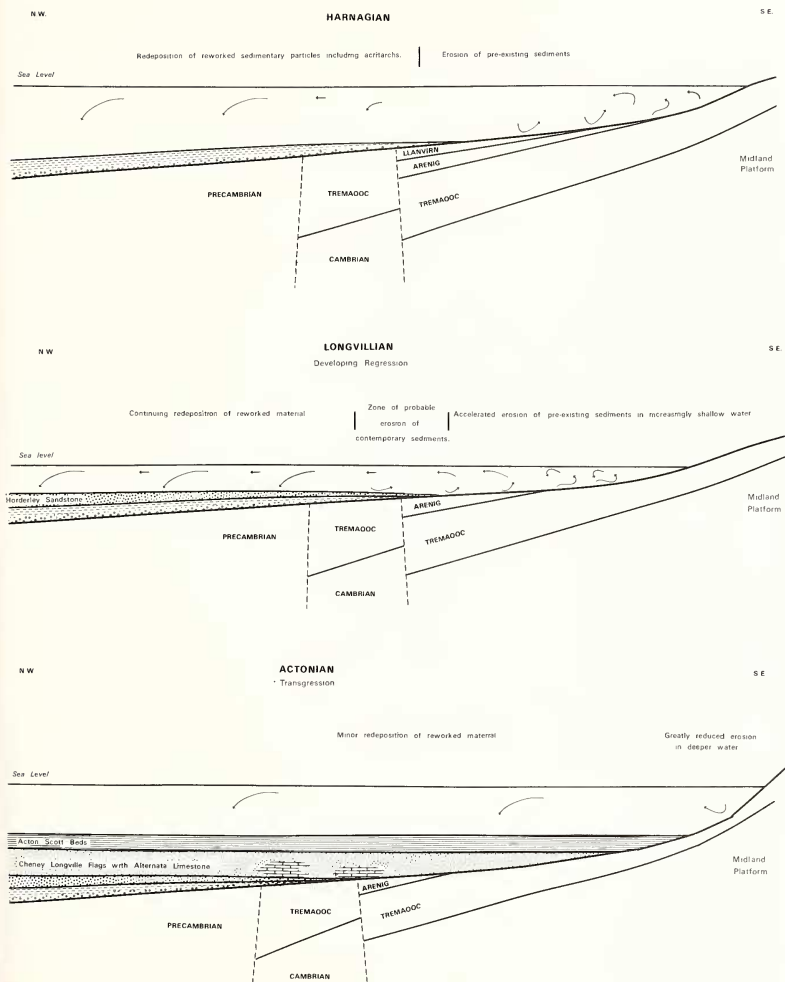 N W.
HARNAGIAN
S E.
Redeposition of reworked sedimentary particles including acritarchs.
Erosion of pre-existing sediments
Sea Level
LLANVIRN
ARENIG
Midland
Platform
PRECAMBRIAN
TREMADOC
TREMADOC
CAMBRIAN
N W
LONGVILLIAN
S E.
Developing Regression
Continuing redeposition of reworked material
Zone of probable
erosion of
contemporary sediments.
Accelerated erosion of pre-existing sediments in increasingly shallow water
Sea level
Horderley Sandstone
ARENIG
Midland
Platform
PRECAMBRIAN
TREMADOC
TREMADOC
CAMBRIAN
N W
ACTONIAN
S E
Transgression
Minor redeposition of reworked material
Greatly reduced erosion
in deeper water
Sea Level
Acton Scott Beds
Cheney Longville Flags with Alternata Limestone
Midland
Platform
ARENIG
TREMADOC
TREMADOC
PRECAMBRIAN
CAMBRIAN